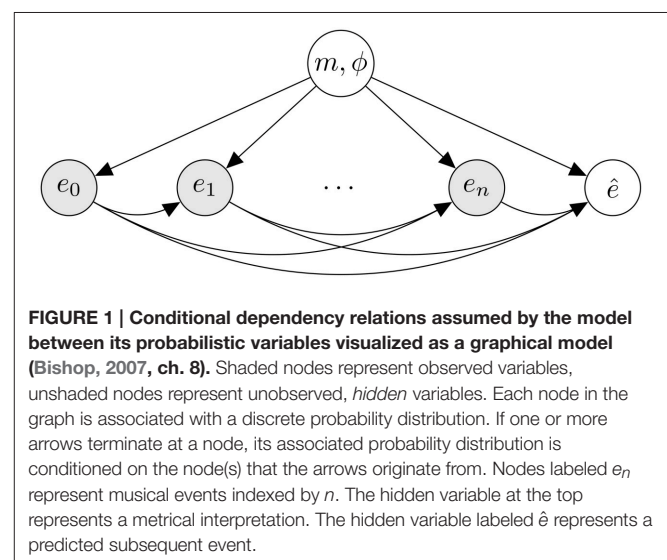 m, ϕ
e₀ e₁ … eₙ ê
FIGURE 1 | Conditional dependency relations assumed by the model
between its probabilistic variables visualized as a graphical model
(Bishop, 2007, ch. 8). Shaded nodes represent observed variables,
unshaded nodes represent unobserved, hidden variables. Each node in the
graph is associated with a discrete probability distribution. If one or more
arrows terminate at a node, its associated probability distribution is
conditioned on the node(s) that the arrows originate from. Nodes labeled eₙ
represent musical events indexed by n. The hidden variable at the top
represents a metrical interpretation. The hidden variable labeled ê represents a
predicted subsequent event.